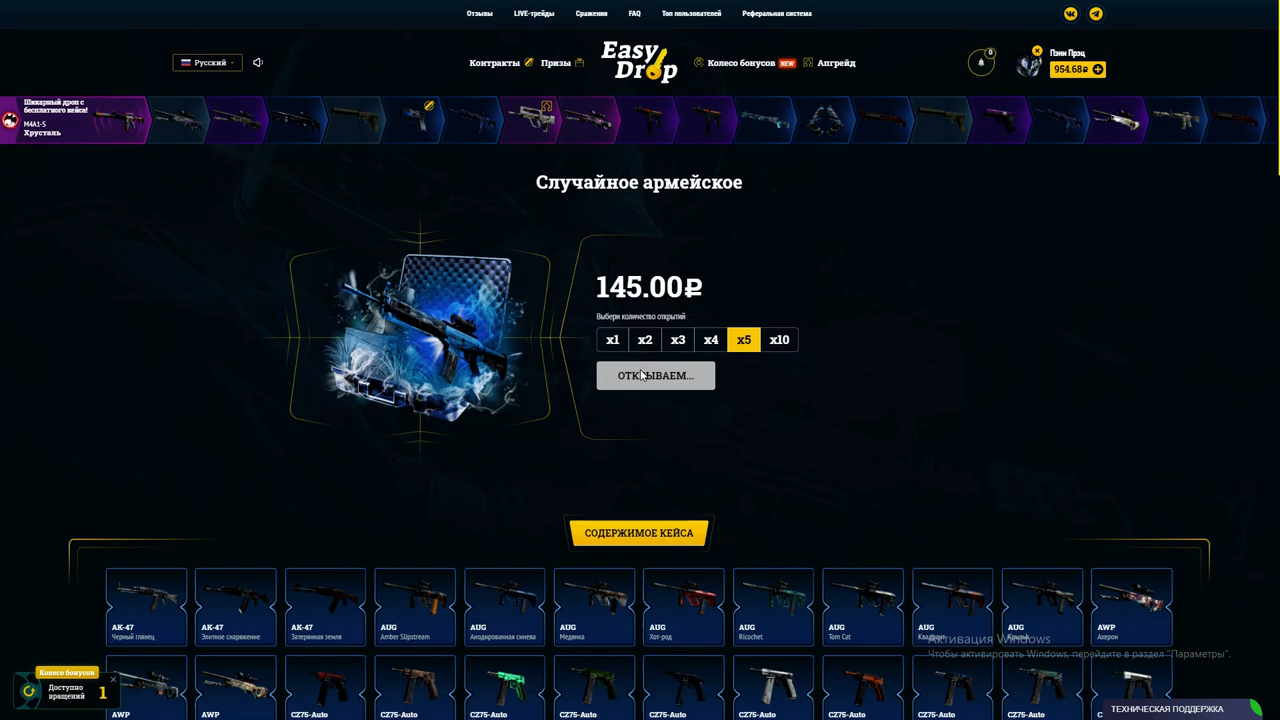 Отзывы LIVE-трейды Сражения FAQ Топ пользователей Реферальная система
Русский
Контракты Призы Easy Drop Колесо бонусов NEW Апгрейд
0
Пэни Прэц
954.68₽
Шикарный дроп с бесплатного кейса!
M4A1-S
Хрусталь
Случайное армейское
145.00₽
Выбери количество открытий
x1 x2 x3 x4 x5 x10
ОТКРЫВАЕМ...
СОДЕРЖИМОЕ КЕЙСА
AK-47 AK-47 AK-47 AUG AUG AUG AUG AUG AUG AUG AUG AWP
Черный глянец Элитное снаряжение Затерянная земля Amber Slipstream Анодированная синева Медянка Хот-род Ricochet Tom Cat Квадрант Ахерон
Активация Windows
Чтобы активировать Windows, перейдите в раздел "Параметры".
Колесо бонусов
Доступно вращений 1
AWP AWP CZ75-Auto CZ75-Auto CZ75-Auto CZ75-Auto CZ75-Auto CZ75-Auto CZ75-Auto CZ75-Auto CZ75-Auto CZ75-Auto
ТЕХНИЧЕСКАЯ ПОДДЕРЖКА